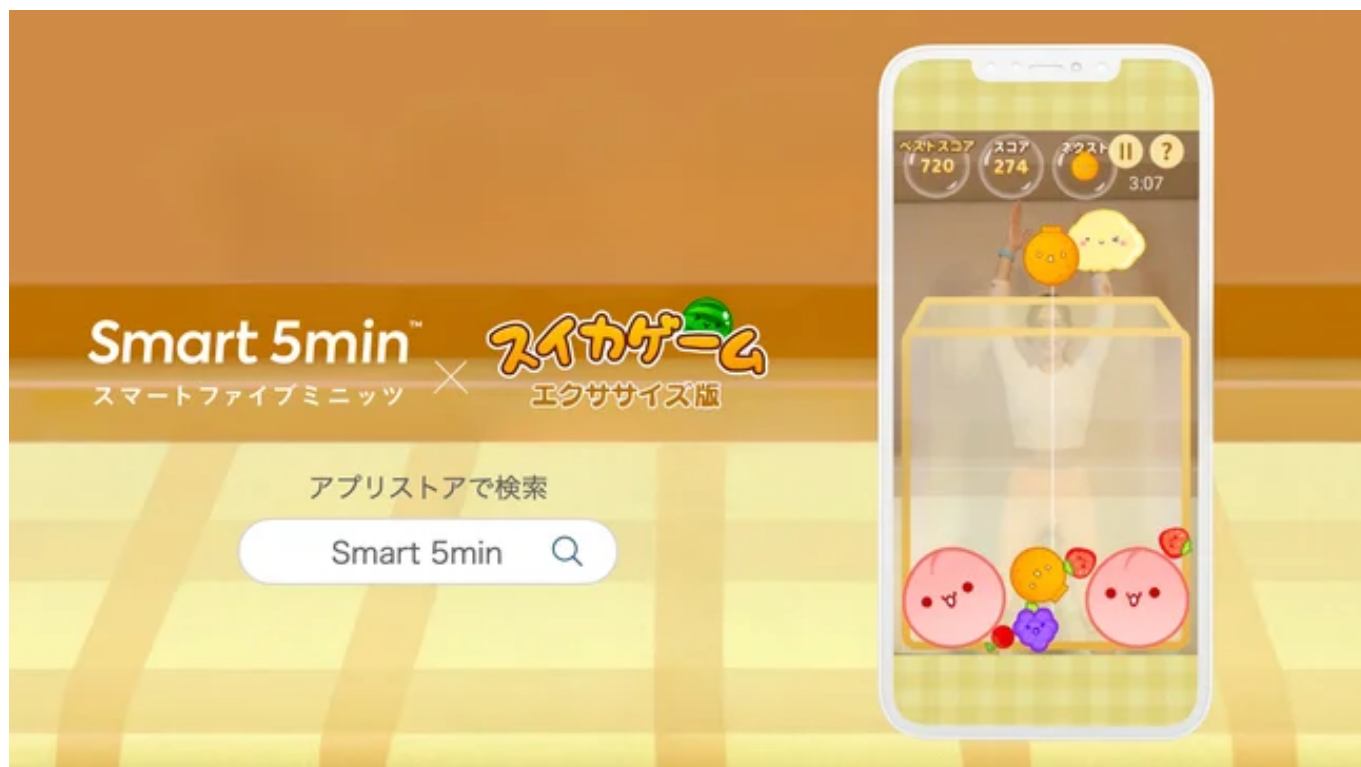 Smart 5min™
スマートファイブミニッツ
×
スイカゲーム
エクササイズ版
アプリストアで検索
Smart 5min
ベストスコア
720
スコア
274
ネクスト
?
3:07